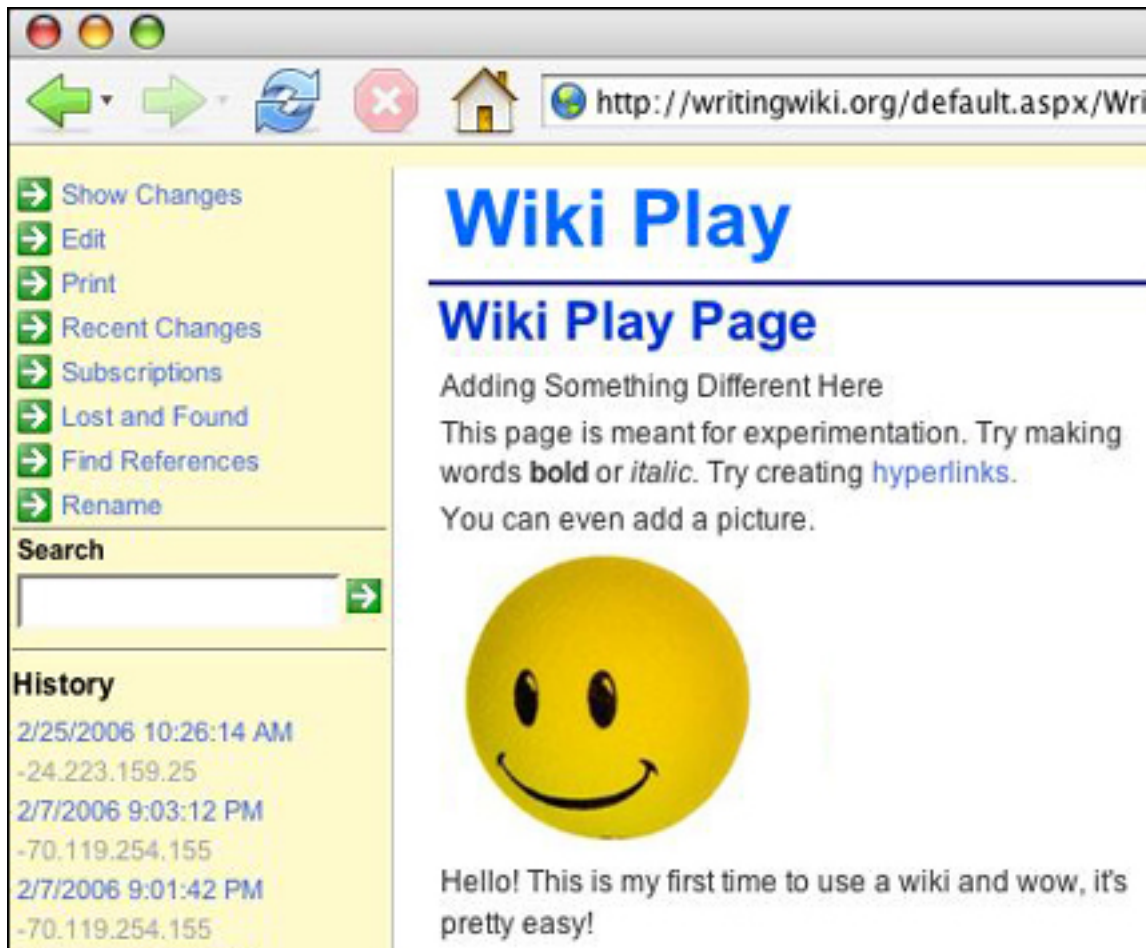 http://writingwiki.org/default.aspx/Wri
Show Changes
Edit
Print
Recent Changes
Subscriptions
Lost and Found
Find References
Rename
Search
History
2/25/2006 10:26:14 AM
-24.223.159.25
2/7/2006 9:03:12 PM
-70.119.254.155
2/7/2006 9:01:42 PM
-70.119.254.155
Wiki Play
Wiki Play Page
Adding Something Different Here
This page is meant for experimentation. Try making
words bold or italic. Try creating hyperlinks.
You can even add a picture.
Hello! This is my first time to use a wiki and wow, it's
pretty easy!